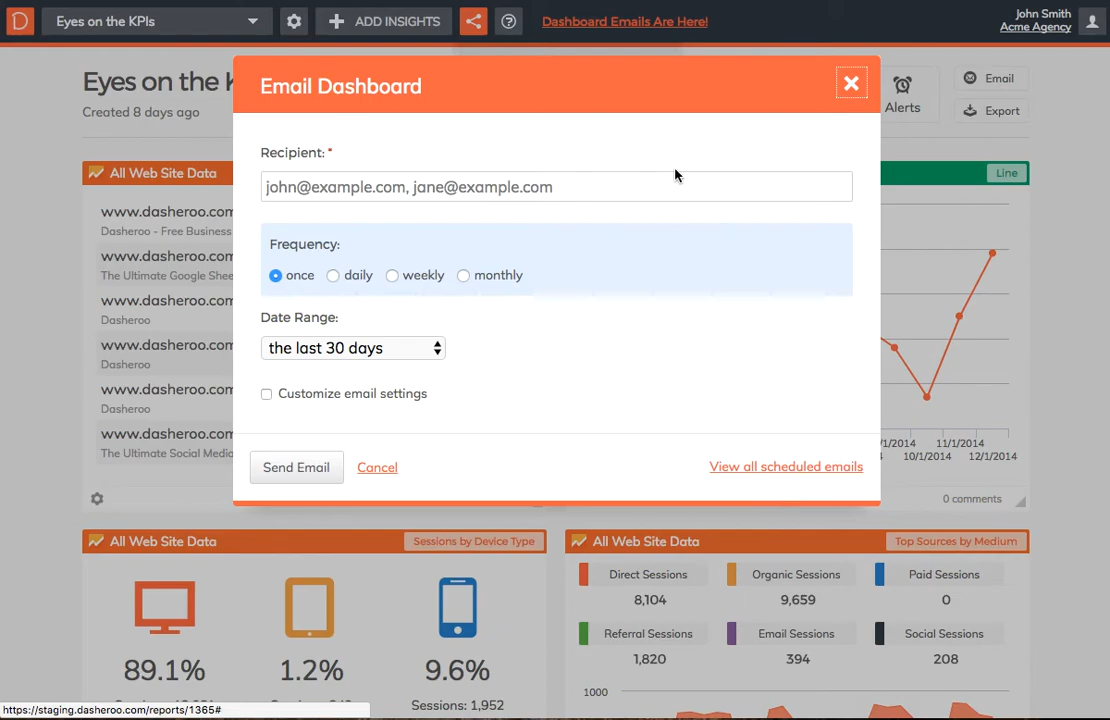 Eyes on the KPIs
ADD INSIGHTS
Dashboard Emails Are Here!
John Smith
Acme Agency
Eyes on the K
Created 8 days ago
Alerts
Email
Export
Email Dashboard
Recipient: *
john@example.com, jane@example.com
Frequency:
once daily weekly monthly
Date Range:
the last 30 days
Customize email settings
Send Email Cancel View all scheduled emails
All Web Site Data
www.dasheroo.com
Dasheroo - Free Business
www.dasheroo.com
The Ultimate Google Shee
www.dasheroo.com
Dasheroo
www.dasheroo.com
Dasheroo
www.dasheroo.com
Dasheroo
www.dasheroo.com
The Ultimate Social Media
Line
/1/2014 11/1/2014
10/1/2014 12/1/2014
0 comments
All Web Site Data Sessions by Device Type
89.1% 1.2% 9.6%
Sessions: 1,952
All Web Site Data Top Sources by Medium
Direct Sessions Organic Sessions Paid Sessions
8,104 9,659 0
Referral Sessions Email Sessions Social Sessions
1,820 394 208
1000
https://staging.dasheroo.com/reports/1365#